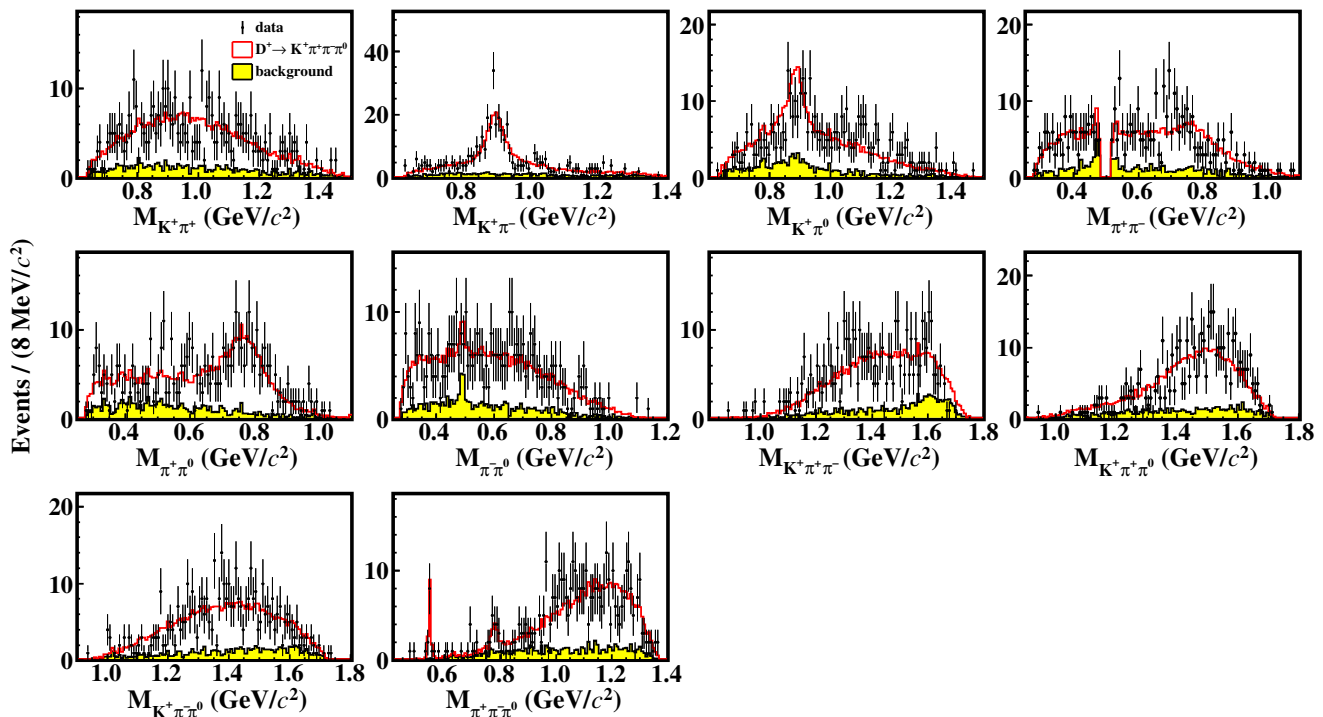 data
D⁺→ K⁺π⁺π⁻π⁰
background
0 10
0.8 1.0 1.2 1.4
M_K⁺π⁺ (GeV/c²)
0 20 40
0.8 1.0 1.2 1.4
M_K⁺π⁻ (GeV/c²)
0 10 20
0.8 1.0 1.2 1.4
M_K⁺π⁰ (GeV/c²)
0 10 20
0.4 0.6 0.8 1.0
M_π⁺π⁻ (GeV/c²)
Events / (8 MeV/c²)
0 10
0.4 0.6 0.8 1.0
M_π⁺π⁰ (GeV/c²)
0 10
0.4 0.6 0.8 1.0 1.2
M_π⁻π⁰ (GeV/c²)
0 10
1.0 1.2 1.4 1.6 1.8
M_K⁺π⁺π⁻ (GeV/c²)
0 10 20
1.0 1.2 1.4 1.6 1.8
M_K⁺π⁺π⁰ (GeV/c²)
0 10 20
1.0 1.2 1.4 1.6 1.8
M_K⁺π⁻π⁰ (GeV/c²)
0 10
0.6 0.8 1.0 1.2 1.4
M_π⁺π⁻π⁰ (GeV/c²)